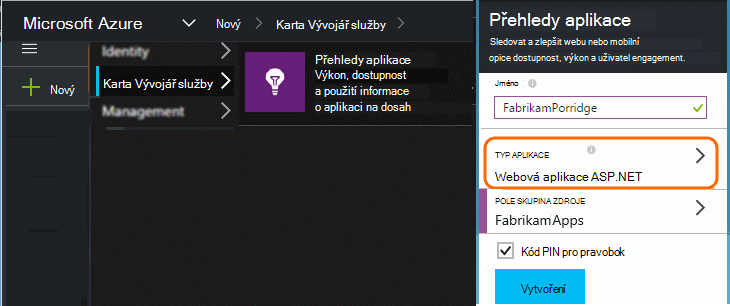 Microsoft Azure
Nový
Karta Vývojář služby
Nový
Identity
Karta Vývojář služby
Management
Přehledy aplikace
Výkon, dostupnost
a použití informace
o aplikaci na dosah
Přehledy aplikace
Sledovat a zlepšit webu nebo mobilní
opice dostupnost, výkon a uživatel engagement.
Jméno
FabrikamPorridge
TYP APLIKACE
Webová aplikace ASP.NET
POLE SKUPINA ZDROJE
FabrikamApps
Kód PIN pro pravobok
Vytvoření